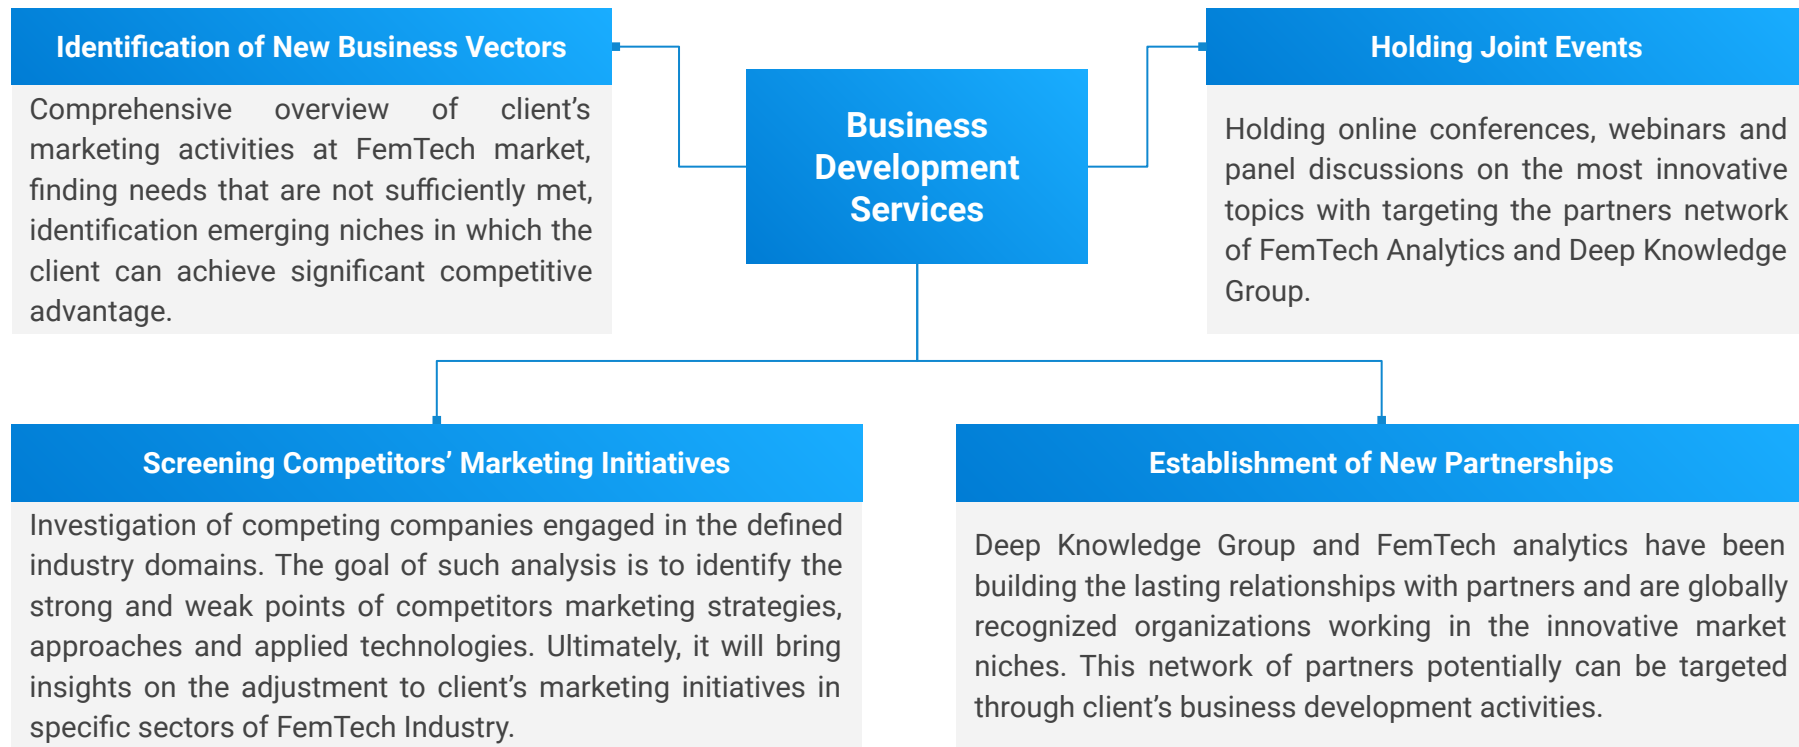 Identification of New Business Vectors
Comprehensive overview of client’s
marketing activities at FemTech market,
finding needs that are not sufficiently met,
identification emerging niches in which the
client can achieve significant competitive
advantage.
Business
Development
Services
Holding Joint Events
Holding online conferences, webinars and
panel discussions on the most innovative
topics with targeting the partners network
of FemTech Analytics and Deep Knowledge
Group.
Screening Competitors’ Marketing Initiatives
Investigation of competing companies engaged in the defined
industry domains. The goal of such analysis is to identify the
strong and weak points of competitors marketing strategies,
approaches and applied technologies. Ultimately, it will bring
insights on the adjustment to client’s marketing initiatives in
specific sectors of FemTech Industry.
Establishment of New Partnerships
Deep Knowledge Group and FemTech analytics have been
building the lasting relationships with partners and are globally
recognized organizations working in the innovative market
niches. This network of partners potentially can be targeted
through client’s business development activities.